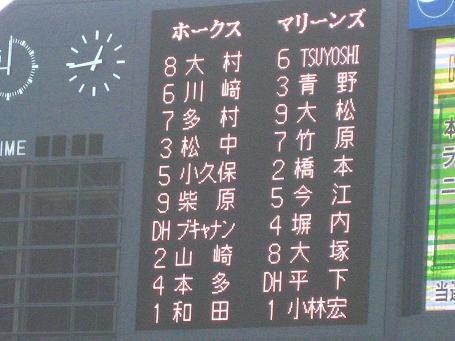 ホークス マリーンズ
8 大村 6 TSUYOSHI
6 川﨑 3 青野
7 多村 9 大松
3 松中 7 竹原
5 小久保 2 橋本
9 柴原 5 今江
DH ブキャナン 4 堀内
2 山崎 8 大塚
4 本多 DH 平下
1 和田 1 小林宏
IME